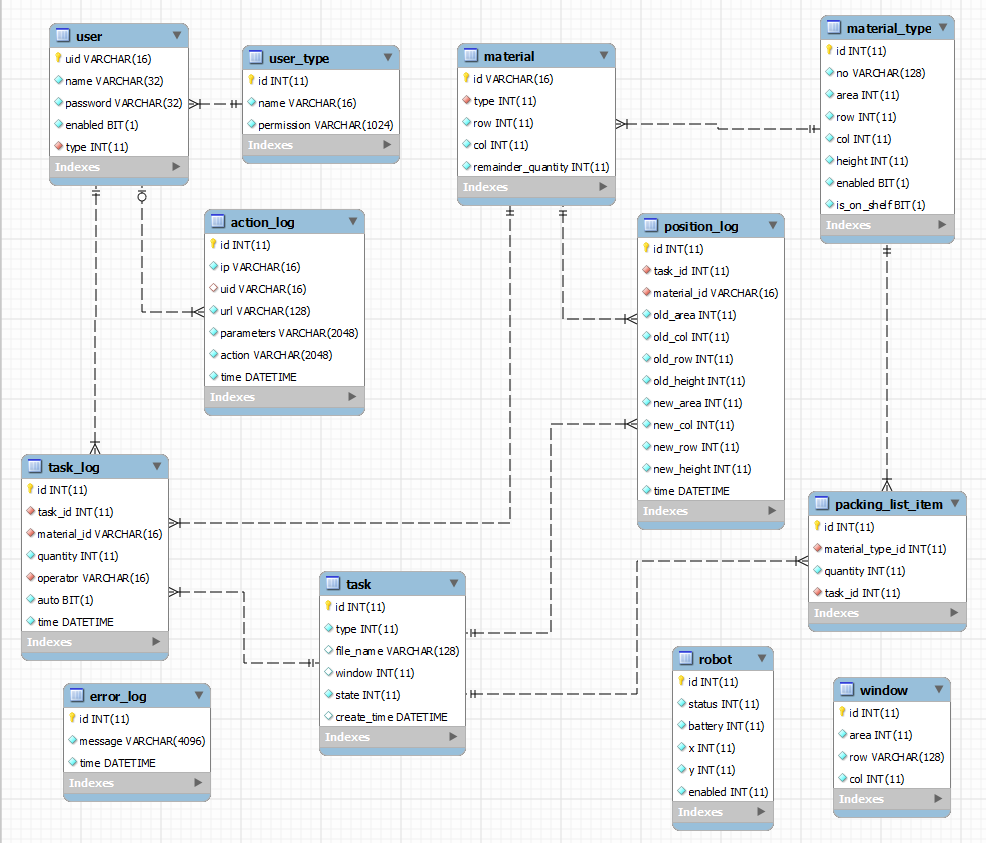 user
uid VARCHAR(16)
name VARCHAR(32)
password VARCHAR(32)
enabled BIT(1)
type INT(11)
Indexes
user_type
id INT(11)
name VARCHAR(16)
permission VARCHAR(1024)
Indexes
material
id VARCHAR(16)
type INT(11)
row INT(11)
col INT(11)
remainder_quantity INT(11)
Indexes
material_type
id INT(11)
no VARCHAR(128)
area INT(11)
row INT(11)
col INT(11)
height INT(11)
enabled BIT(1)
is_on_shelf BIT(1)
Indexes
action_log
id INT(11)
ip VARCHAR(16)
uid VARCHAR(16)
url VARCHAR(128)
parameters VARCHAR(2048)
action VARCHAR(2048)
time DATETIME
Indexes
position_log
id INT(11)
task_id INT(11)
material_id VARCHAR(16)
old_area INT(11)
old_col INT(11)
old_row INT(11)
old_height INT(11)
new_area INT(11)
new_col INT(11)
new_row INT(11)
new_height INT(11)
time DATETIME
Indexes
task_log
id INT(11)
task_id INT(11)
material_id VARCHAR(16)
quantity INT(11)
operator VARCHAR(16)
auto BIT(1)
time DATETIME
Indexes
packing_list_item
id INT(11)
material_type_id INT(11)
quantity INT(11)
task_id INT(11)
Indexes
task
id INT(11)
type INT(11)
file_name VARCHAR(128)
window INT(11)
state INT(11)
create_time DATETIME
Indexes
error_log
id INT(11)
message VARCHAR(4096)
time DATETIME
Indexes
robot
id INT(11)
status INT(11)
battery INT(11)
x INT(11)
y INT(11)
enabled INT(11)
Indexes
window
id INT(11)
area INT(11)
row VARCHAR(128)
col INT(11)
Indexes